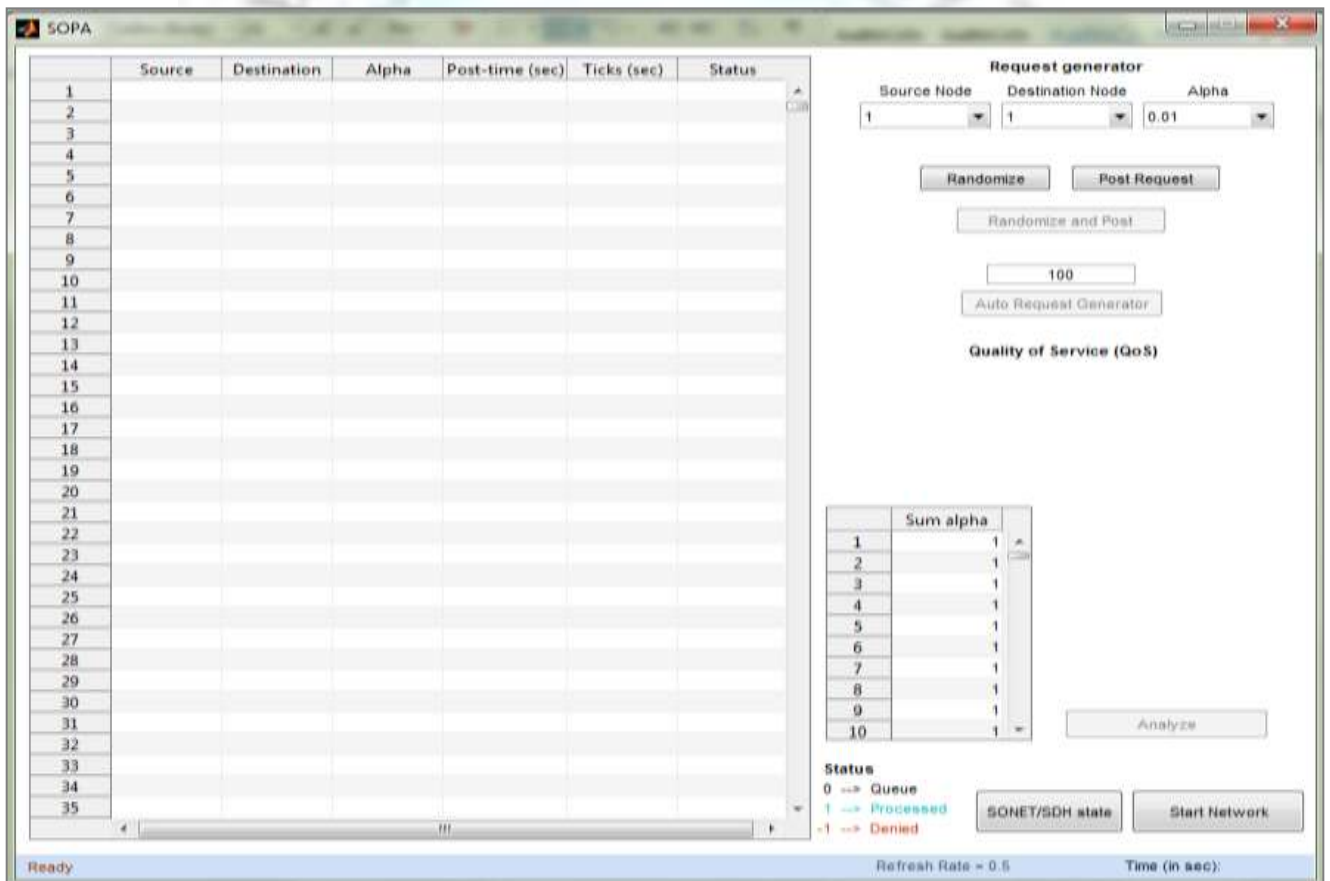 SOPA
Source Destination Alpha Post-time (sec) Ticks (sec) Status
1
2
3
4
5
6
7
8
9
10
11
12
13
14
15
16
17
18
19
20
21
22
23
24
25
26
27
28
29
30
31
32
33
34
35
Request generator
Source Node Destination Node Alpha
1 1 0.01
Randomize Post Request
Randomize and Post
100
Auto Request Generator
Quality of Service (QoS)
Sum alpha
1 1
2 1
3 1
4 1
5 1
6 1
7 1
8 1
9 1
10 1
Analyze
Status
0 --> Queue
1 --> Processed
-1 --> Denied
SONET/SDH state Start Network
Ready Refresh Rate = 0.5 Time (in sec):